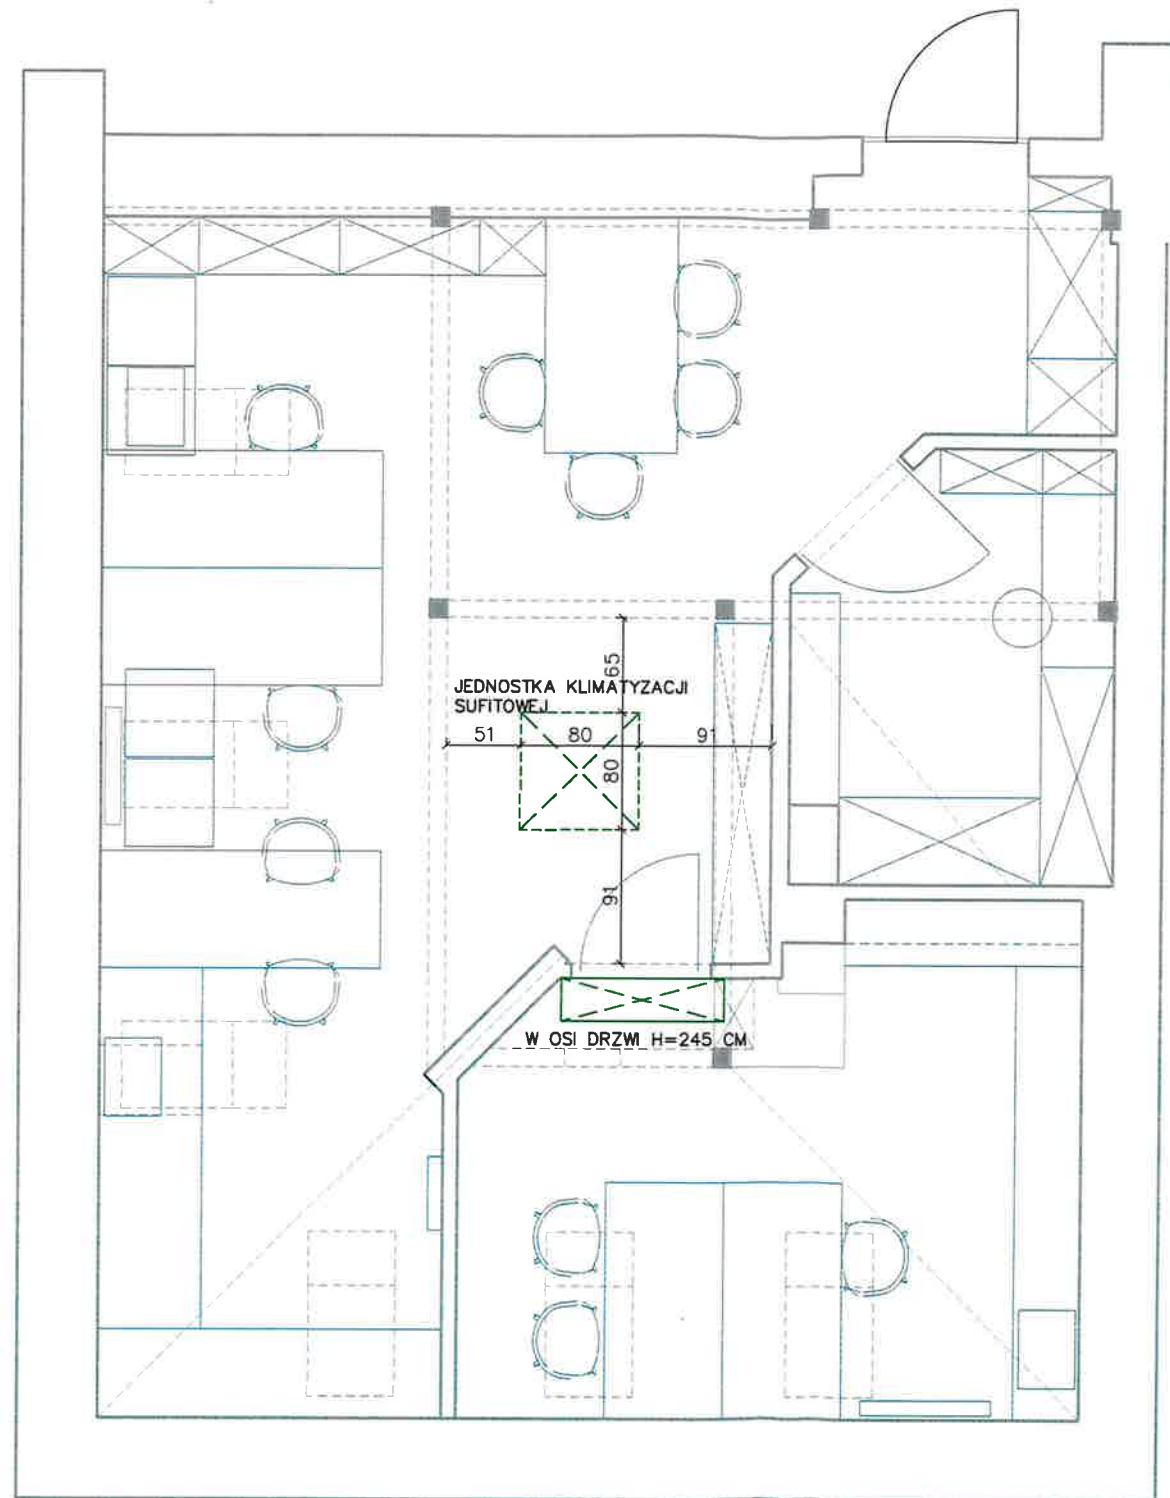 65
JEDNOSTKA KLIMATYZACJI
SUFITOWEJ
51 80 91
80
91
W OSI DRZWI H=245 CM